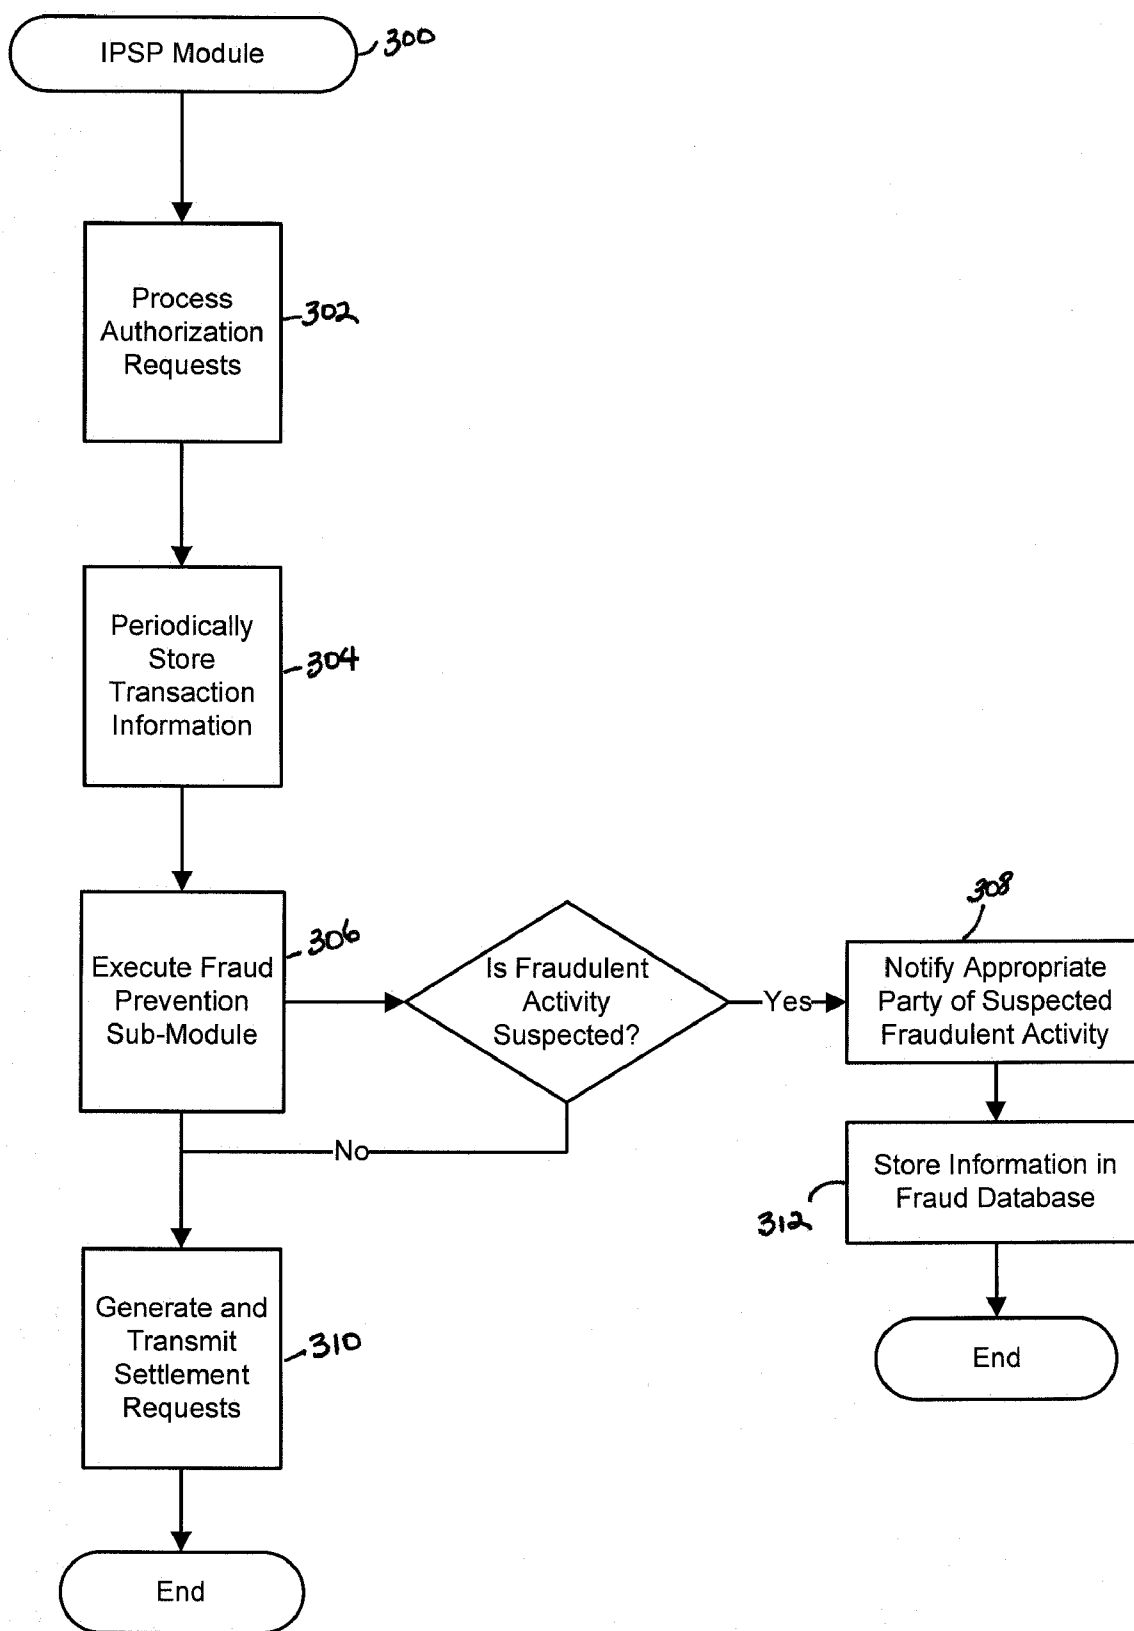 IPSP Module
300
Process
Authorization
Requests
302
Periodically
Store
Transaction
Information
304
Execute Fraud
Prevention
Sub-Module
306
Is Fraudulent
Activity
Suspected?
Yes
308
Notify Appropriate
Party of Suspected
Fraudulent Activity
No
Store Information in
Fraud Database
312
Generate and
Transmit
Settlement
Requests
310
End
End